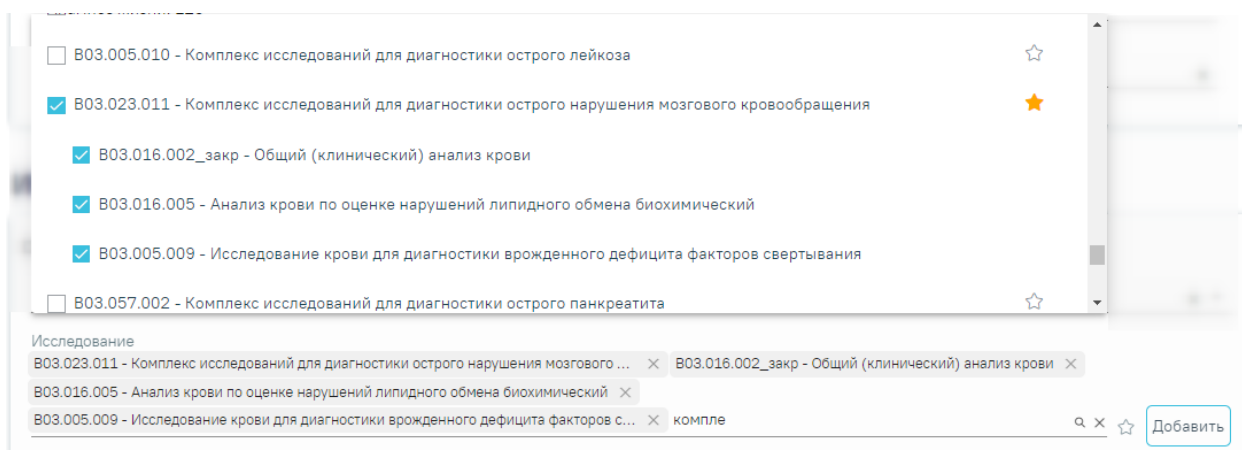 B03.005.010 - Комплекс исследований для диагностики острого лейкоза
B03.023.011 - Комплекс исследований для диагностики острого нарушения мозгового кровообращения
B03.016.002_закр - Общий (клинический) анализ крови
B03.016.005 - Анализ крови по оценке нарушений липидного обмена биохимический
B03.005.009 - Исследование крови для диагностики врожденного дефицита факторов свертывания
B03.057.002 - Комплекс исследований для диагностики острого панкреатита
Исследование
B03.023.011 - Комплекс исследований для диагностики острого нарушения мозгового ... B03.016.002_закр - Общий (клинический) анализ крови
B03.016.005 - Анализ крови по оценке нарушений липидного обмена биохимический
B03.005.009 - Исследование крови для диагностики врожденного дефицита факторов с... компле
Добавить